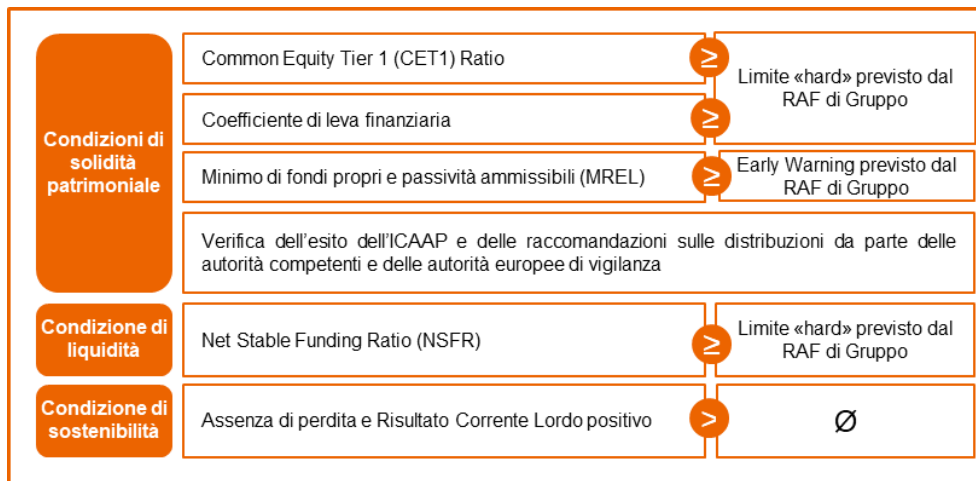 Condizioni di
solidità
patrimoniale
Common Equity Tier 1 (CET1) Ratio
≥
Limite «hard» previsto dal
RAF di Gruppo
Coefficiente di leva finanziaria
≥
Minimo di fondi propri e passività ammissibili (MREL)
≥
Early Warning previsto dal
RAF di Gruppo
Verifica dell'esito dell'ICAAP e delle raccomandazioni sulle distribuzioni da parte delle
autorità competenti e delle autorità europee di vigilanza
Condizione di
liquidità
Net Stable Funding Ratio (NSFR)
≥
Limite «hard» previsto dal
RAF di Gruppo
Condizione di
sostenibilità
Assenza di perdita e Risultato Corrente Lordo positivo
>
Ø